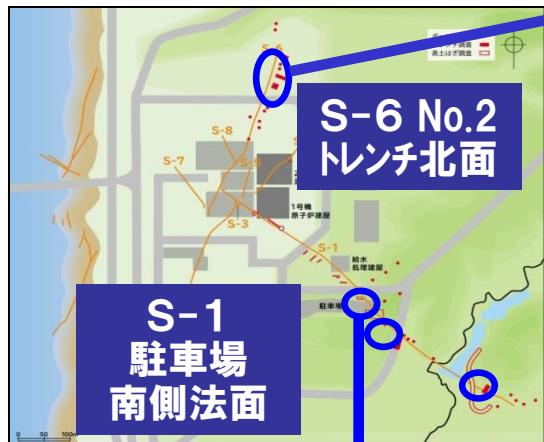 表土はぎ調査
S-6
S-6 No.2
トレンチ北面
S-8
S-7
S-3
1号機
原子炉建屋
S-1
給水
処理建屋
駐車場
S-1
駐車場
南側法面
0 50 100m